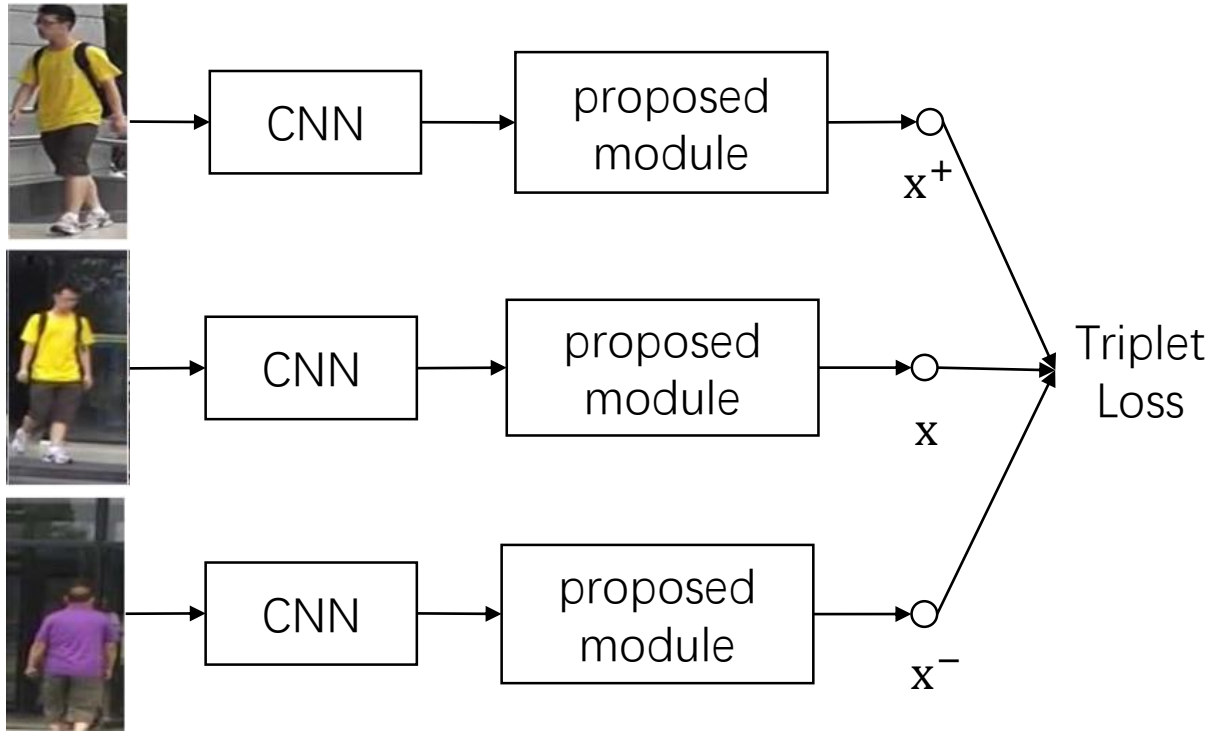 CNN
proposed
module
x⁺
CNN
proposed
module
x
Triplet
Loss
CNN
proposed
module
x⁻